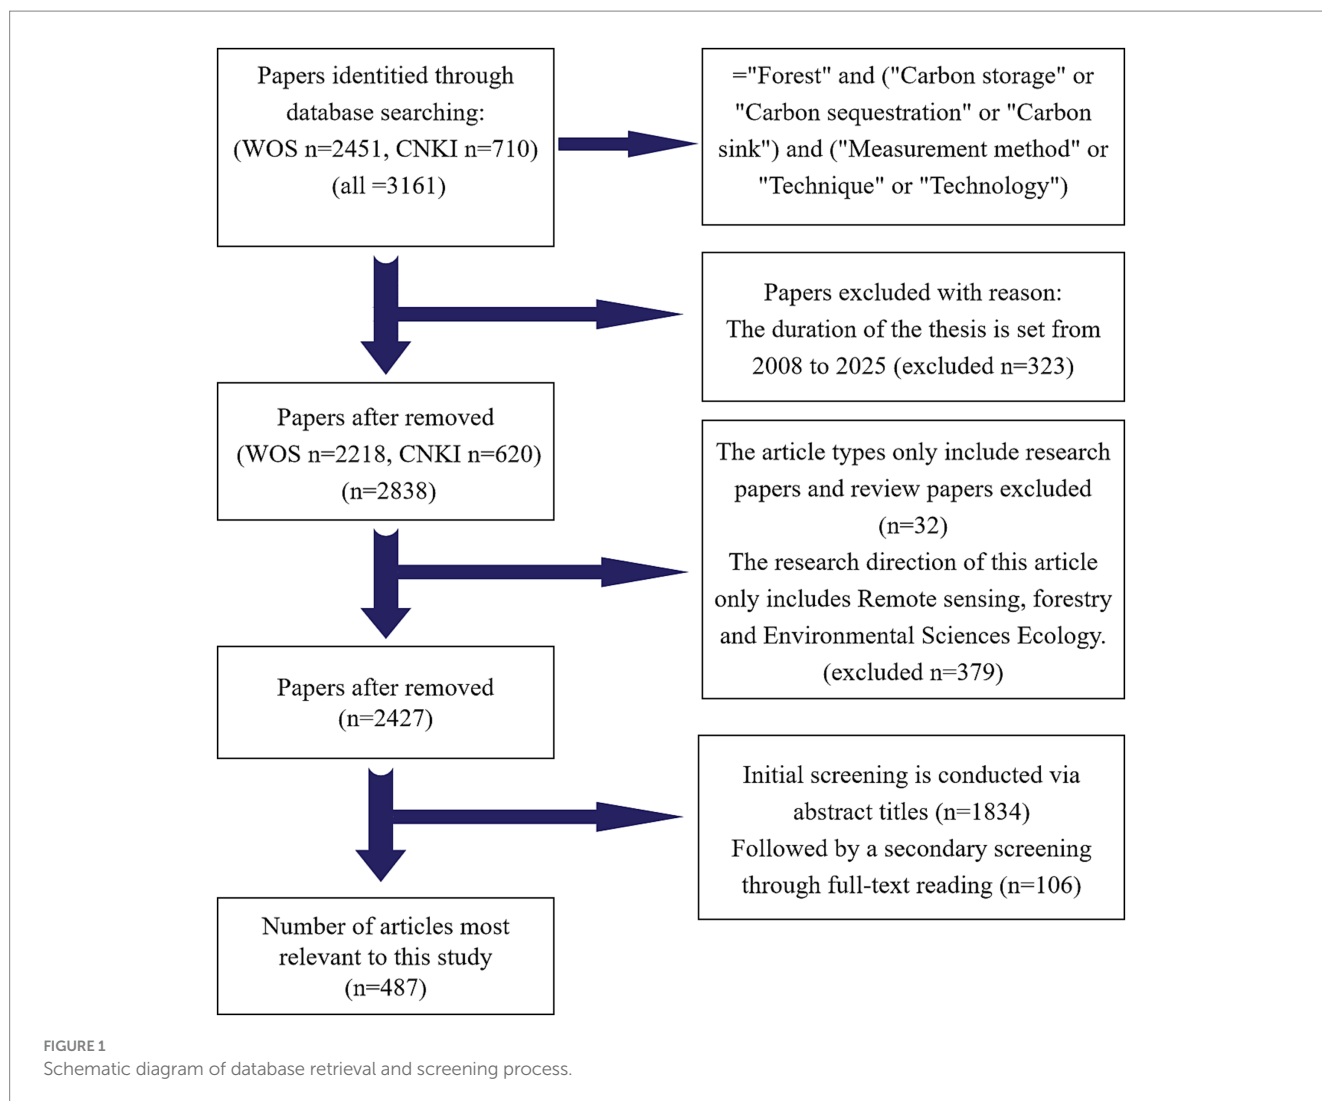 Papers identitied through
database searching:
(WOS n=2451, CNKI n=710)
(all =3161)
="Forest" and ("Carbon storage" or
"Carbon sequestration" or "Carbon
sink") and ("Measurement method" or
"Technique" or "Technology")
Papers excluded with reason:
The duration of the thesis is set from
2008 to 2025 (excluded n=323)
Papers after removed
(WOS n=2218, CNKI n=620)
(n=2838)
The article types only include research
papers and review papers excluded
(n=32)
The research direction of this article
only includes Remote sensing, forestry
and Environmental Sciences Ecology.
(excluded n=379)
Papers after removed
(n=2427)
Initial screening is conducted via
abstract titles (n=1834)
Followed by a secondary screening
through full-text reading (n=106)
Number of articles most
relevant to this study
(n=487)
FIGURE 1
Schematic diagram of database retrieval and screening process.